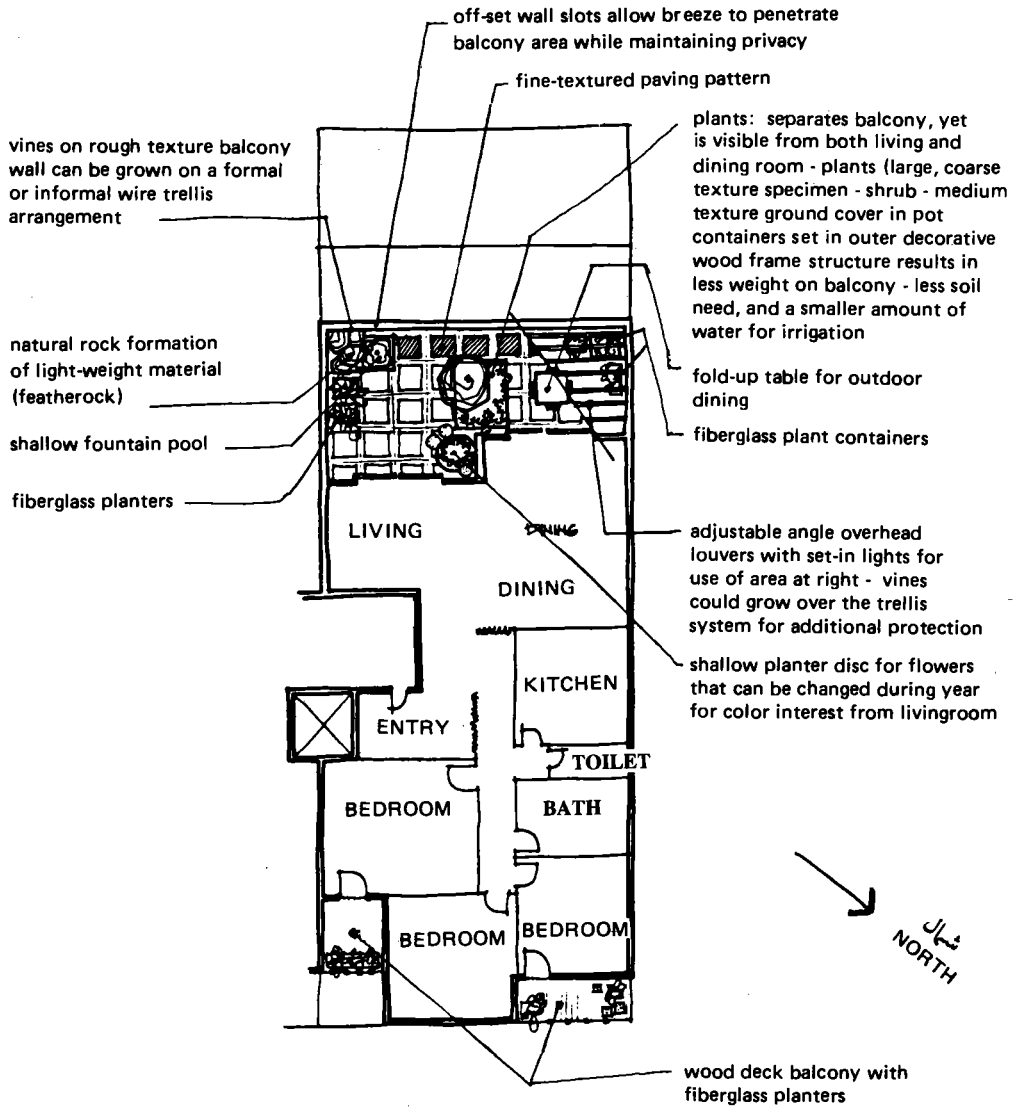 off-set wall slots allow breeze to penetrate
balcony area while maintaining privacy
fine-textured paving pattern
vines on rough texture balcony
wall can be grown on a formal
or informal wire trellis
arrangement
plants: separates balcony, yet
is visible from both living and
dining room - plants (large, coarse
texture specimen - shrub - medium
texture ground cover in pot
containers set in outer decorative
wood frame structure results in
less weight on balcony - less soil
need, and a smaller amount of
water for irrigation
natural rock formation
of light-weight material
(featherock)
shallow fountain pool
fiberglass planters
fold-up table for outdoor
dining
fiberglass plant containers
adjustable angle overhead
louvers with set-in lights for
use of area at right - vines
could grow over the trellis
system for additional protection
shallow planter disc for flowers
that can be changed during year
for color interest from livingroom
LIVING
DINING
DINING
KITCHEN
ENTRY
TOILET
BEDROOM
BATH
BEDROOM
BEDROOM
شمال
NORTH
wood deck balcony with
fiberglass planters